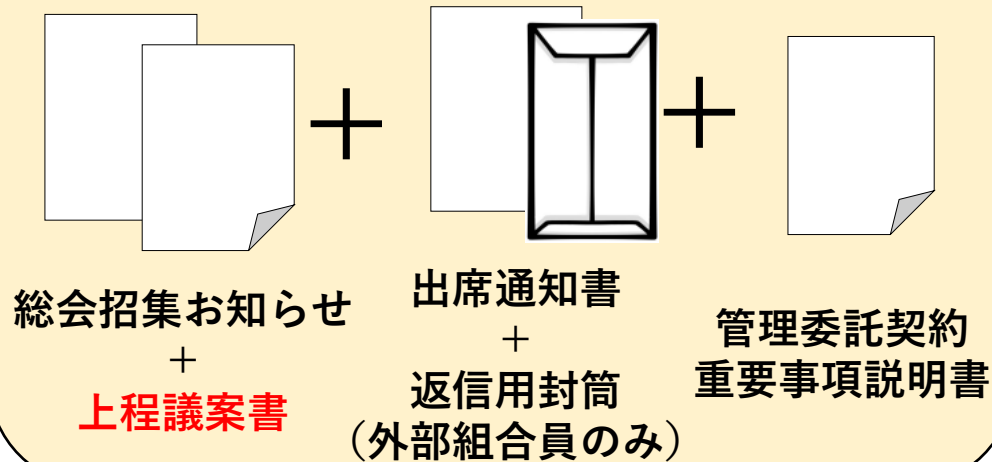 総会招集お知らせ
+
上程議案書
出席通知書
+
返信用封筒
（外部組合員のみ）
管理委託契約
重要事項説明書